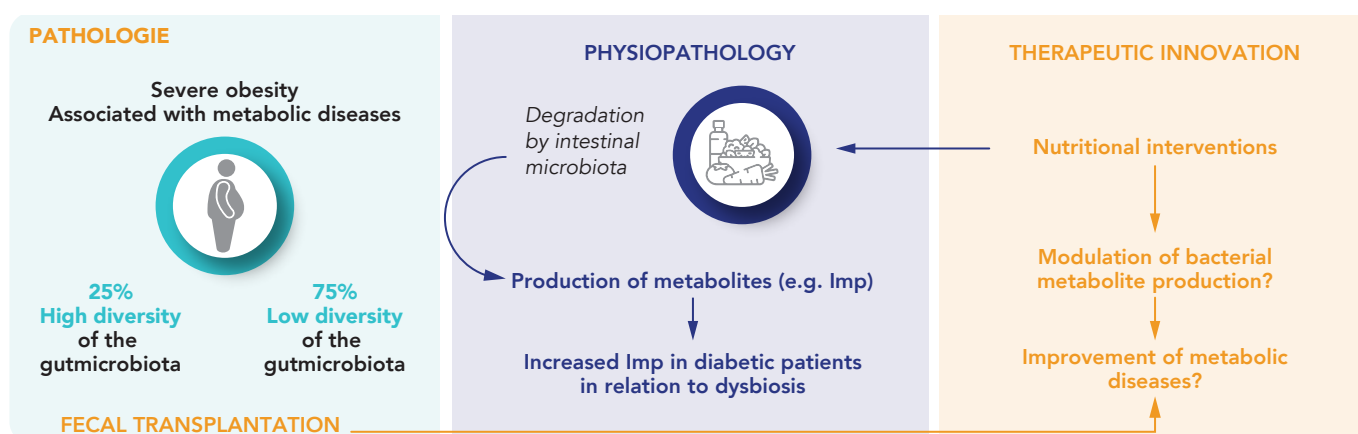 PATHOLOGIE
Severe obesity
Associated with metabolic diseases
25%
High diversity
of the
gutmicrobiota
75%
Low diversity
of the
gutmicrobiota
FECAL TRANSPLANTATION
PHYSIOPATHOLOGY
Degradation
by intestinal
microbiota
Production of metabolites (e.g. Imp)
Increased Imp in diabetic patients
in relation to dysbiosis
THERAPEUTIC INNOVATION
Nutritional interventions
Modulation of bacterial
metabolite production?
Improvement of metabolic
diseases?